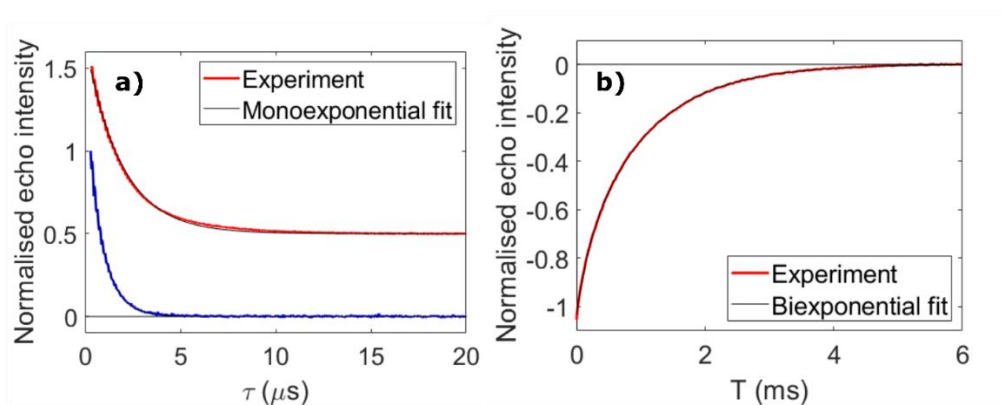 Normalised echo intensity
1.5
1
0.5
0
a)
Experiment
Monoexponential fit
0
5
10
15
20
τ (μs)
Normalised echo intensity
0
-0.2
-0.4
-0.6
-0.8
-1
b)
Experiment
Biexponential fit
0
2
4
6
T (ms)